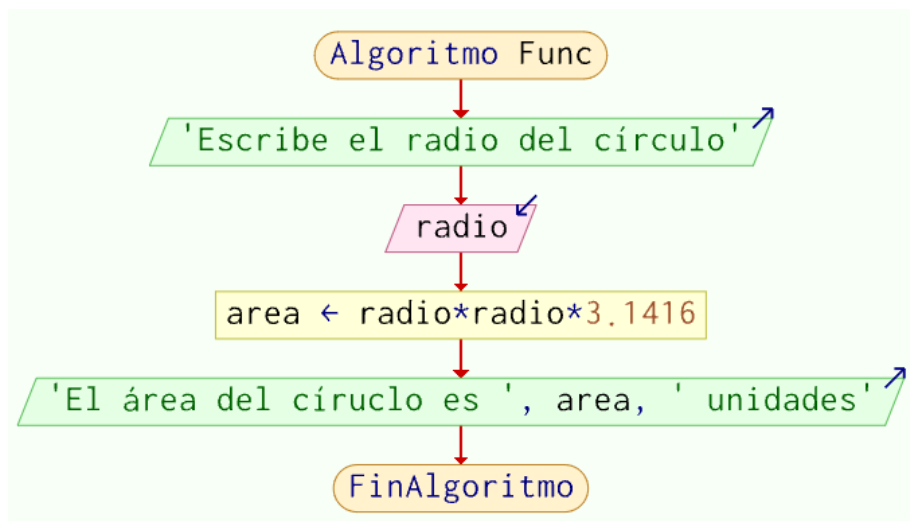 Algoritmo Func
'Escribe el radio del círculo'
radio
area ← radio*radio*3.1416
'El área del círuclo es ', area, ' unidades'
FinAlgoritmo